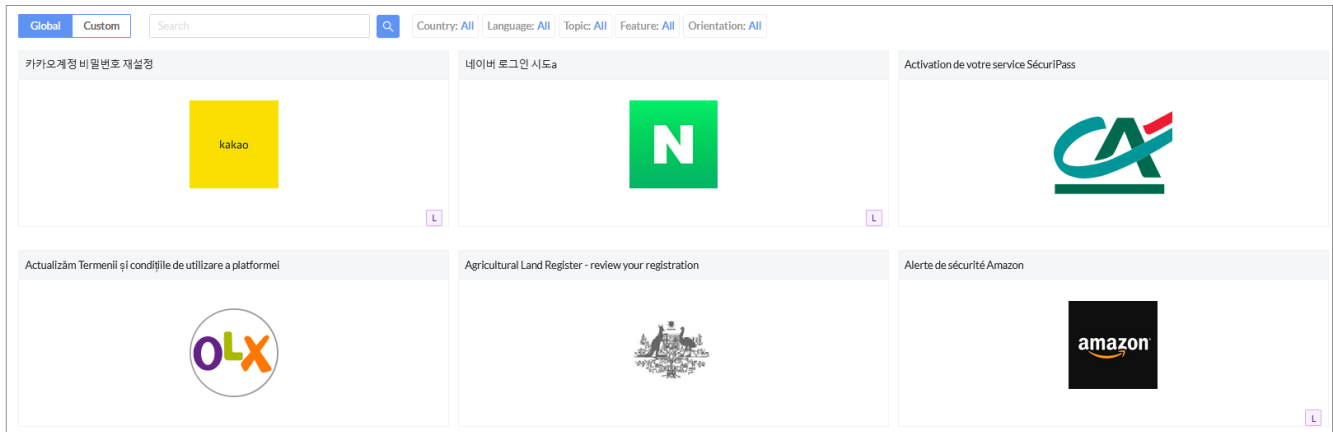 Global Custom Search Country: All Language: All Topic: All Feature: All Orientation: All
카카오계정 비밀번호 재설정
네이버 로그인 시도a
Activation de votre service SécuriPass
kakao
N
CA
L
L
Actualizăm Termenii și condițiile de utilizare a platformei
Agricultural Land Register - review your registration
Alerte de sécurité Amazon
OLX
amazon
L